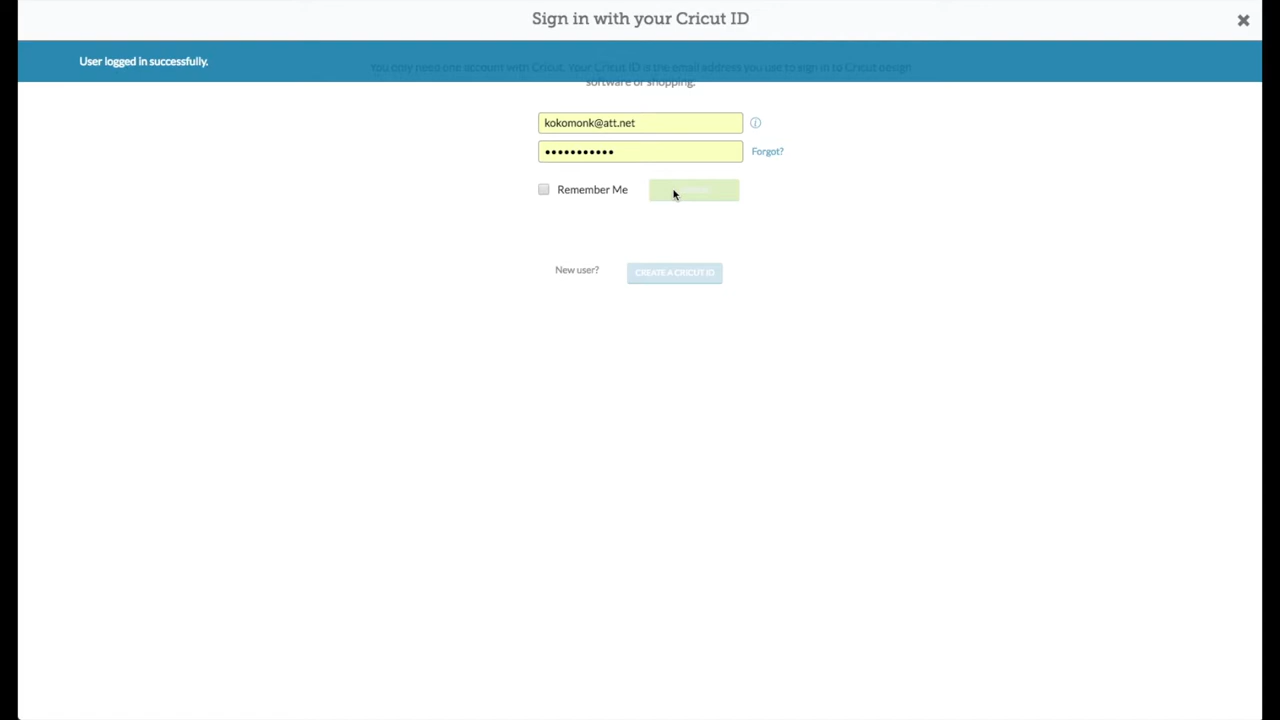 Sign in with your Cricut ID
User logged in successfully.
You only need one account with Cricut. Your Cricut ID is the email address you use to sign in to Cricut design
software or shopping.
kokomonk@att.net
•••••••••••
Forgot?
Remember Me
New user?
CREATE A CRICUT ID